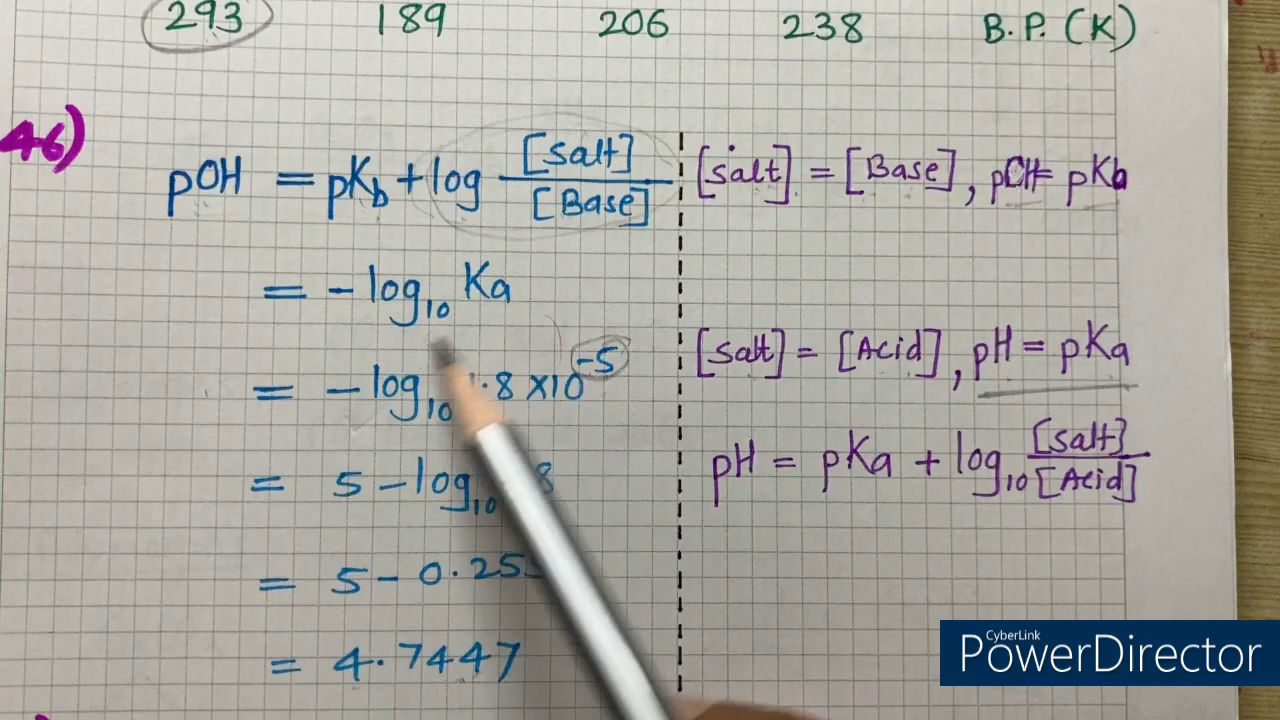 293 189 206 238 B.P. (K)
46)
pOH = pKb + log [Salt]/[Base]
= -log10 Ka
= -log10 1.8 ×10^-5
= 5 - log10 8
= 5 - 0.255
= 4.7447
[Salt] = [Base], pOH = pKb
[Salt] = [Acid], pH = pKa
pH = pKa + log10 [Salt]/[Acid]
CyberLink
PowerDirector